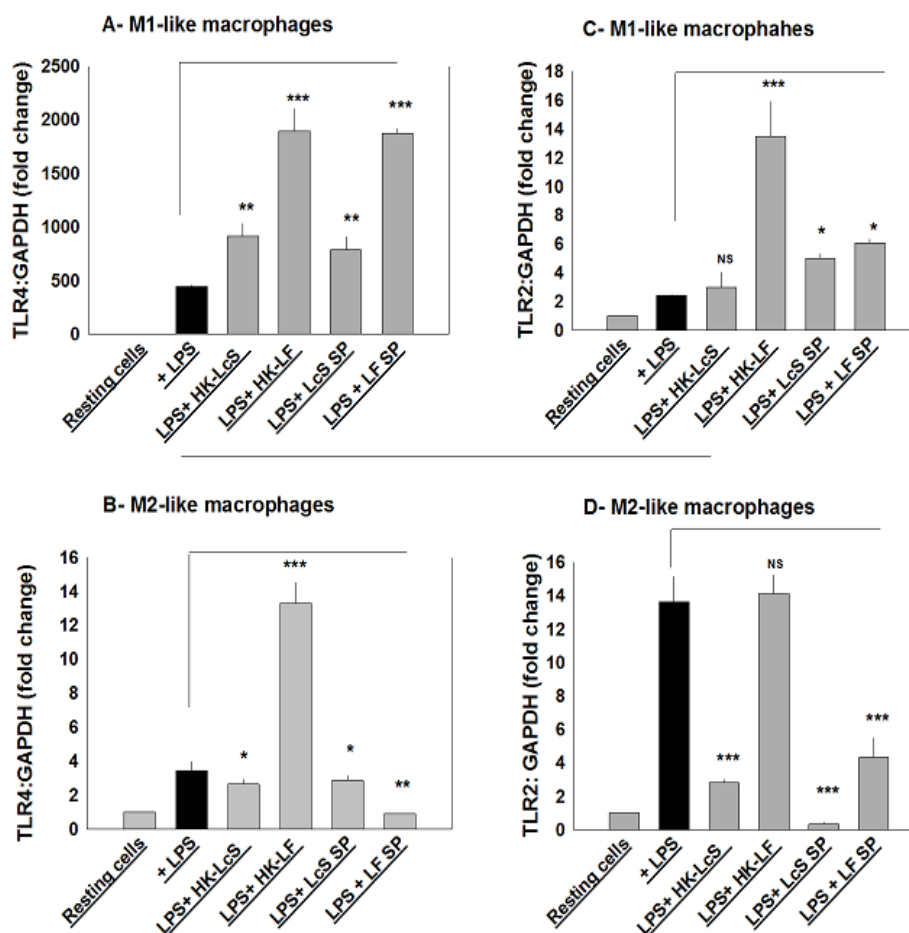 A- M1-like macrophages
TLR4:GAPDH (fold change)
2500
2000
1500
1000
500
0
**
***
**
***
Resting cells
+ LPS
LPS+ HK-LcS
LPS+ HK-LF
LPS+ LcS SP
LPS + LF SP
C- M1-like macrophahes
TLR2:GAPDH (fold change)
18
16
14
12
10
8
6
4
2
0
NS
***
*
*
Resting cells
+ LPS
LPS+ HK-LcS
LPS+ HK-LF
LPS+ LcS SP
LPS + LF SP
B- M2-like macrophages
TLR4:GAPDH (fold change)
16
14
12
10
8
6
4
2
0
*
***
*
**
Resting cells
+ LPS
LPS+ HK-LcS
LPS+ HK-LF
LPS+ LcS SP
LPS + LF SP
D- M2-like macrophages
TLR2: GAPDH (fold change)
16
14
12
10
8
6
4
2
0
***
NS
***
***
Resting cells
+ LPS
LPS+ HK-LcS
LPS+ HK-LF
LPS+ LcS SP
LPS + LF SP